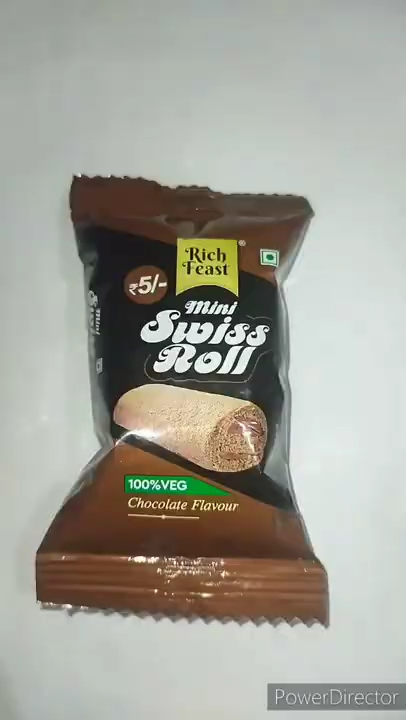 Rich
Feast
®
₹5/-
Mini
Swiss
Roll
100%VEG
Chocolate Flavour
PowerDirector